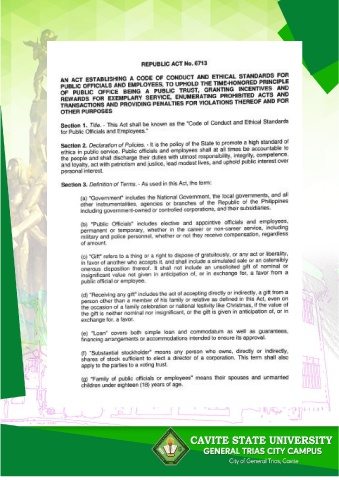 REPUBLIC ACT No. 6713
AN ACT ESTABLISHING A CODE OF CONDUCT AND ETHICAL STANDARDS FOR
PUBLIC OFFICIALS AND EMPLOYEES, TO UPHOLD THE TIME-HONORED PRINCIPLE
OF PUBLIC OFFICE BEING A PUBLIC TRUST, GRANTING INCENTIVES AND
REWARDS FOR EXEMPLARY SERVICE, ENUMERATING PROHIBITED ACTS AND
TRANSACTIONS AND PROVIDING PENALTIES FOR VIOLATIONS THEREOF AND FOR
OTHER PURPOSES
Section 1. Title. - This Act shall be known as the "Code of Conduct and Ethical Standards
for Public Officials and Employees."
Section 2. Declaration of Policies. - It is the policy of the State to promote a high standard of
ethics in public service. Public officials and employees shall at all times be accountable to
the people and shall discharge their duties with utmost responsibility, integrity, competence,
and loyalty, act with patriotism and justice, lead modest lives, and uphold public interest over
personal interest.
Section 3. Definition of Terms. - As used in this Act, the term:
(a) "Government" includes the National Government, the local governments, and all
other instrumentalities, agencies or branches of the Republic of the Philippines
including government-owned or controlled corporations, and their subsidiaries.
(b) "Public Officials" includes elective and appointive officials and employees,
permanent or temporary, whether in the career or non-career service, including
military and police personnel, whether or not they receive compensation, regardless
of amount.
(c) "Gift" refers to a thing or a right to dispose of gratuitously, or any act or liberality,
in favor of another who accepts it, and shall include a simulated sale or an ostensibly
onerous disposition thereof. It shall not include an unsolicited gift of nominal or
insignificant value not given in anticipation of, or in exchange for, a favor from a
public official or employee.
(d) "Receiving any gift" includes the act of accepting directly or indirectly, a gift from a
person other than a member of his family or relative as defined in this Act, even on
the occasion of a family celebration or national festivity like Christmas, if the value of
the gift is neither nominal nor insignificant, or the gift is given in anticipation of, or in
exchange for, a favor.
(e) "Loan" covers both simple loan and commodatum as well as guarantees,
financing arrangements or accommodations intended to ensure its approval.
(f) "Substantial stockholder" means any person who owns, directly or indirectly,
shares of stock sufficient to elect a director of a corporation. This term shall also
apply to the parties to a voting trust.
(g) "Family of public officials or employees" means their spouses and unmarried
children under eighteen (18) years of age.
CAVITE STATE UNIVERSITY
GENERAL TRIAS CITY CAMPUS
City of General Trias, Cavite